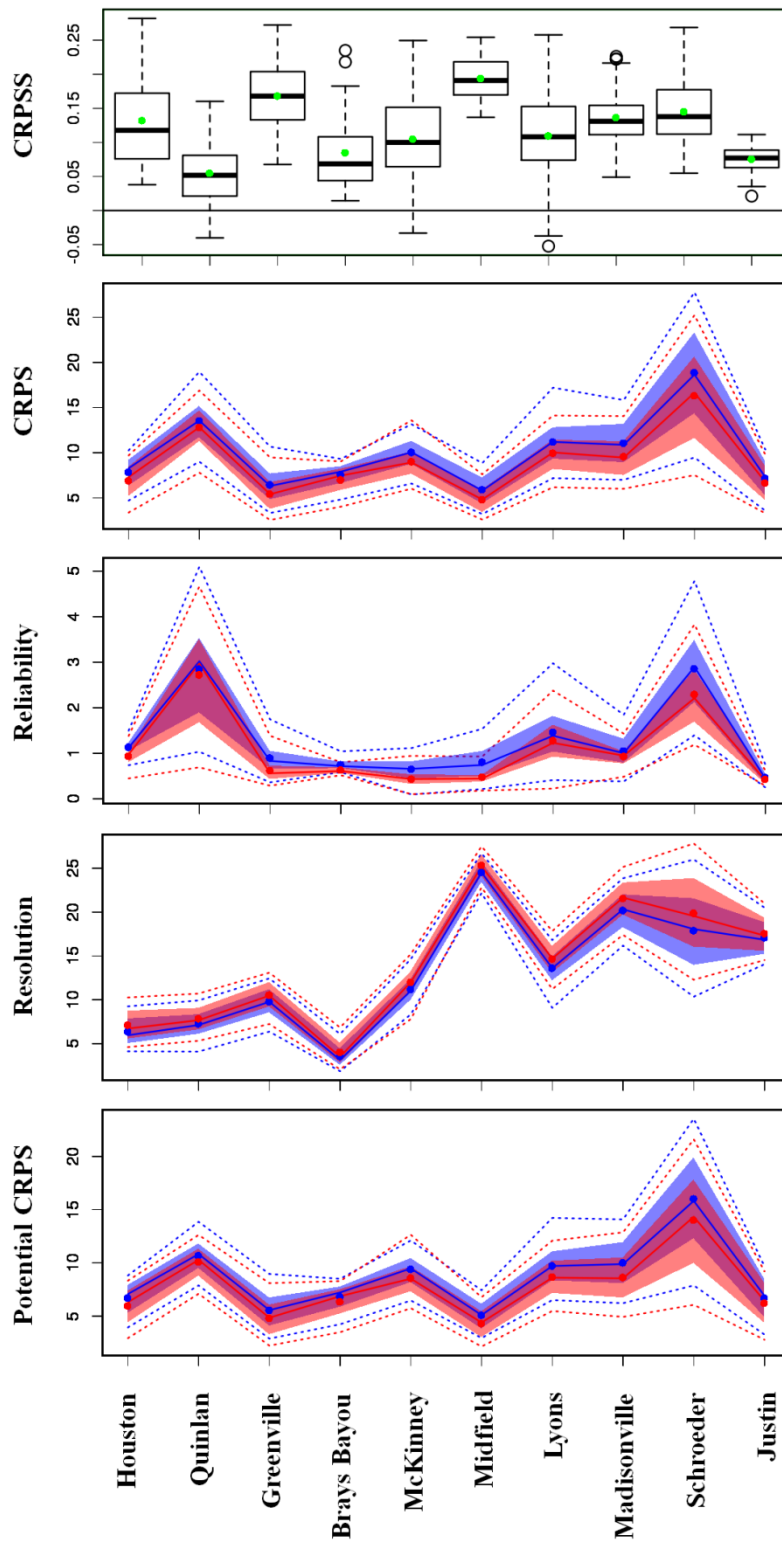 CRPSS
0.25
0.15
0.05
-0.05
CRPS
25
20
15
10
5
Reliability
5
4
3
2
1
0
Resolution
25
20
15
10
5
Potential CRPS
20
15
10
5
Houston
Quinlan
Greenville
Brays Bayou
McKinney
Midfield
Lyons
Madisonville
Schroeder
Justin